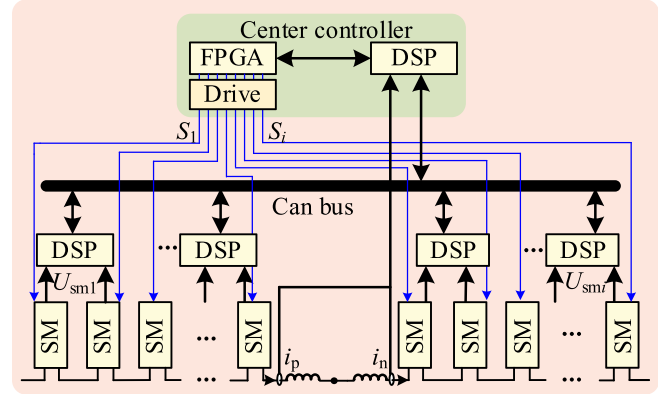 Center controller
FPGA
DSP
Drive
S1
Si
Can bus
DSP
...
DSP
DSP
...
DSP
Usm1
Usmi
SM
SM
SM
...
SM
SM
SM
SM
...
SM
ip
in
...
...